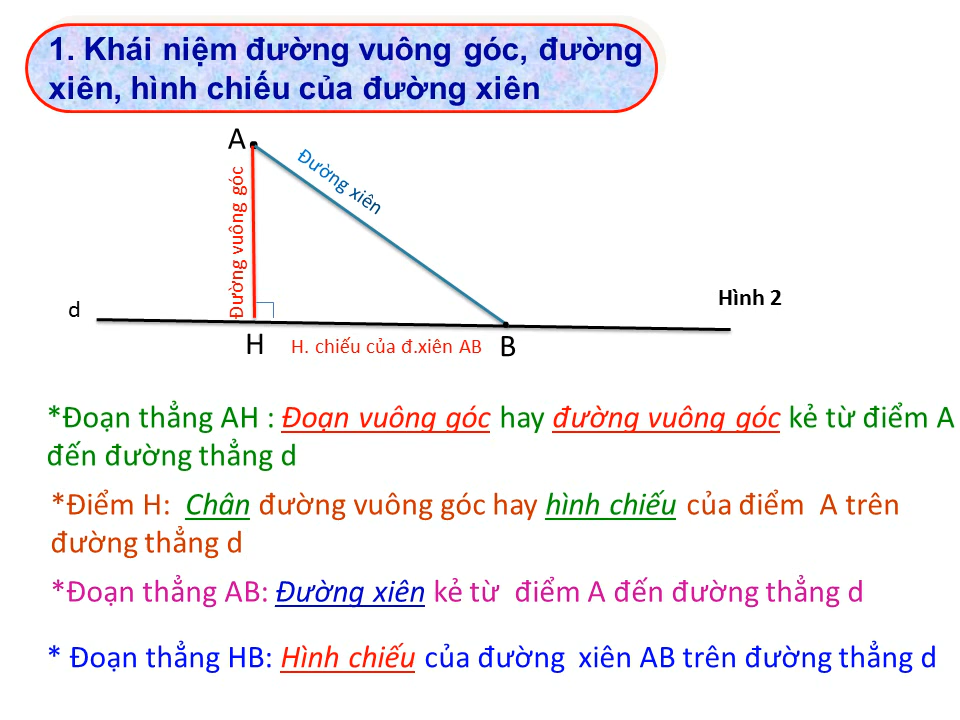 1. Khái niệm đường vuông góc, đường
xiên, hình chiếu của đường xiên
A
Đường xiên
Đường vuông góc
Hình 2
d
H
H. chiếu của đ.xiên AB
B
*Đoạn thẳng AH : Đoạn vuông góc hay đường vuông góc kẻ từ điểm A
đến đường thẳng d
*Điểm H: Chân đường vuông góc hay hình chiếu của điểm A trên
đường thẳng d
*Đoạn thẳng AB: Đường xiên kẻ từ điểm A đến đường thẳng d
* Đoạn thẳng HB: Hình chiếu của đường xiên AB trên đường thẳng d